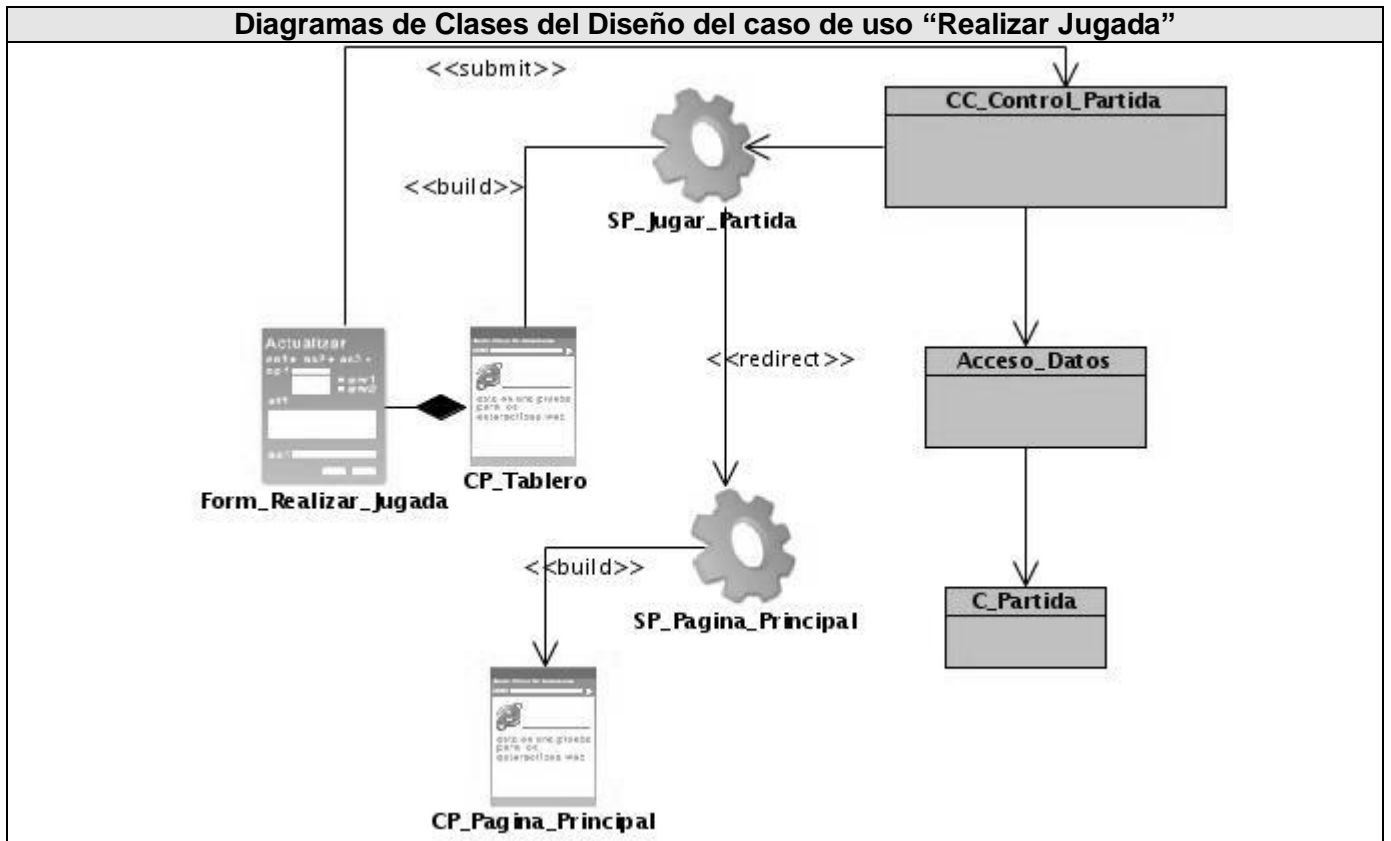 Diagramas de Clases del Diseño del caso de uso “Realizar Jugada”
<<submit>>
CC_Control_Partida
<<build>>
SP_Jugar_Partida
Actualizar
<<redirect>>
Acceso_Datos
CP_Tablero
Form_Realizar_Jugada
<<build>>
C_Partida
SP_Pagina_Principal
CP_Pagina_Principal